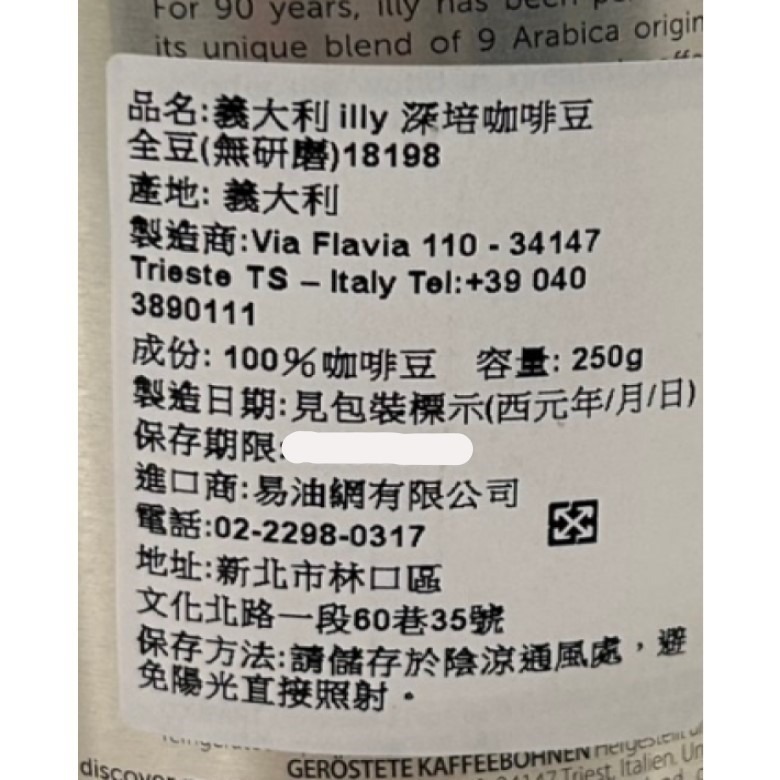 For 90 years, illy has been
its unique blend of 9 Arabica origin
品名:義大利 illy 深培咖啡豆
全豆(無研磨)18198
產地: 義大利
製造商:Via Flavia 110 - 34147
Trieste TS – Italy Tel:+39 040
3890111
成份: 100%咖啡豆 容量: 250g
製造日期:見包裝標示(西元年/月/日)
保存期限:
進口商:易油網有限公司
電話:02-2298-0317
地址:新北市林口區
文化北路一段60巷35號
保存方法:請儲存於陰涼通風處，避
免陽光直接照射。
GERÖSTETE KAFFEEBOHNEN Hergestellt
discover
34147 Triest, Italien.